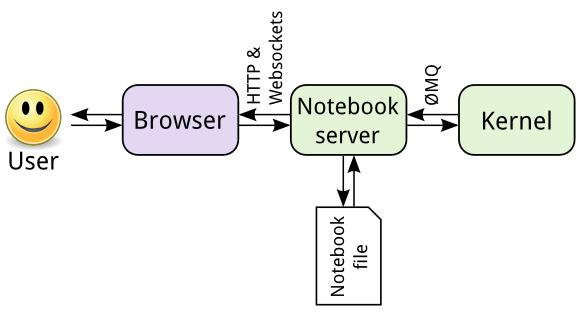 User
Browser
HTTP &
Websockets
Notebook
server
ØMQ
Kernel
Notebook
file